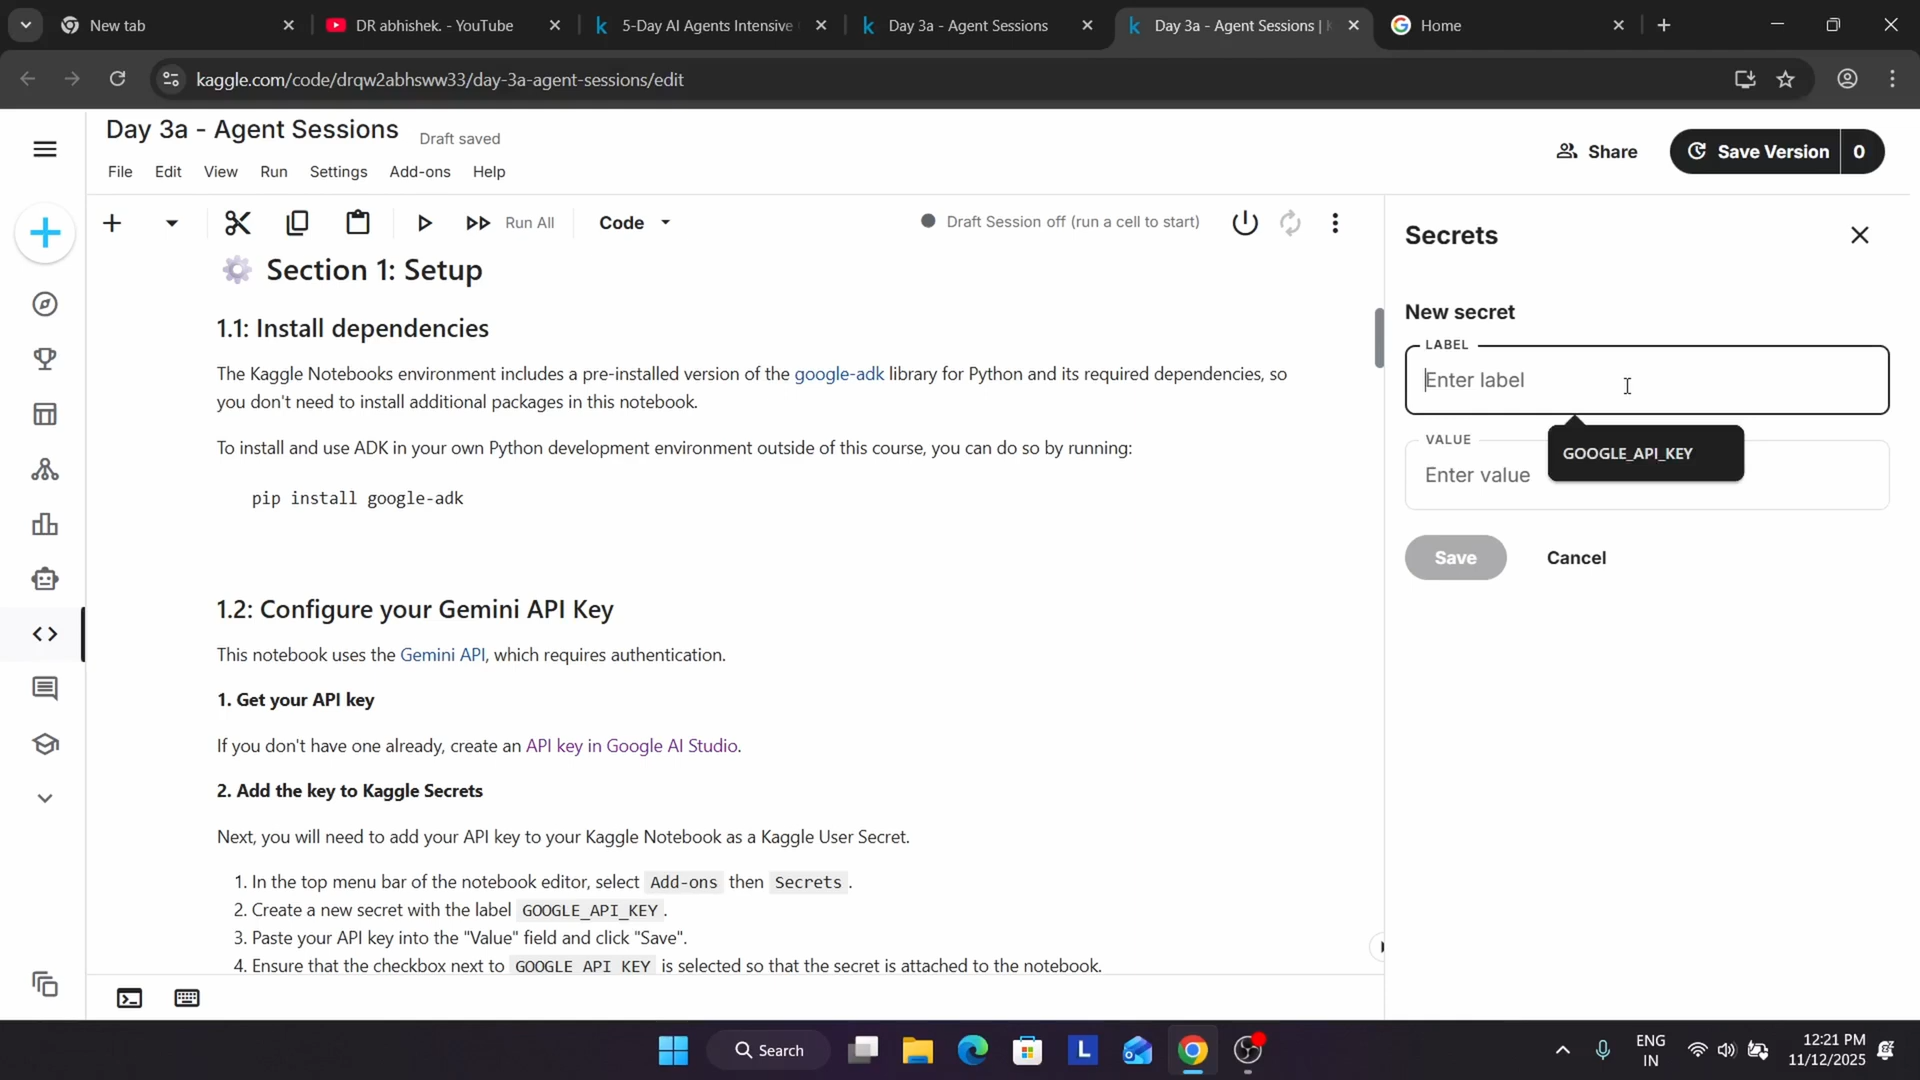 New tab
DR abhishek. - YouTube
5-Day AI Agents Intensive
Day 3a - Agent Sessions
Day 3a - Agent Sessions |
Home
kaggle.com/code/drqw2abhsww33/day-3a-agent-sessions/edit
Day 3a - Agent Sessions
Draft saved
File
Edit
View
Run
Settings
Add-ons
Help
Share
Save Version
0
Run All
Code
Draft Session off (run a cell to start)
Section 1: Setup
1.1: Install dependencies
The Kaggle Notebooks environment includes a pre-installed version of the google-adk library for Python and its required dependencies, so
you don't need to install additional packages in this notebook.
To install and use ADK in your own Python development environment outside of this course, you can do so by running:
pip install google-adk
1.2: Configure your Gemini API Key
This notebook uses the Gemini API, which requires authentication.
1. Get your API key
If you don't have one already, create an API key in Google AI Studio.
2. Add the key to Kaggle Secrets
Next, you will need to add your API key to your Kaggle Notebook as a Kaggle User Secret.
1. In the top menu bar of the notebook editor, select Add-ons then Secrets.
2. Create a new secret with the label GOOGLE_API_KEY.
3. Paste your API key into the "Value" field and click "Save".
4. Ensure that the checkbox next to GOOGLE_API_KEY is selected so that the secret is attached to the notebook.
Secrets
New secret
LABEL
Enter label
GOOGLE_API_KEY
VALUE
Enter value
Save
Cancel
Search
L
ENG
IN
12:21 PM
11/12/2025